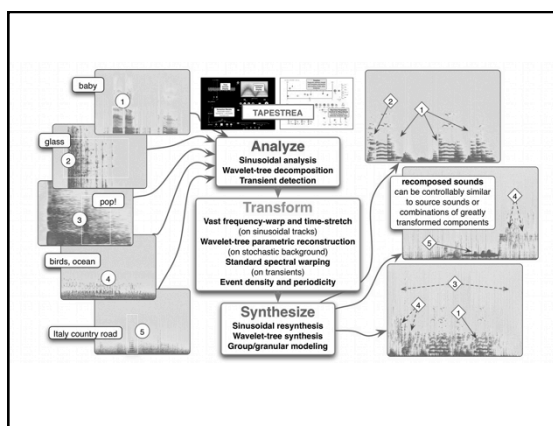 baby
1
glass
2
pop!
3
birds, ocean
4
Italy country road
5
TAPESTREA
Analyze
Sinusoidal analysis
Wavelet-tree decomposition
Transient detection
Transform
Vast frequency-warp and time-stretch
(on sinusoidal tracks)
Wavelet-tree parametric reconstruction
(on stochastic background)
Standard spectral warping
(on transients)
Event density and periodicity
Synthesize
Sinusoidal resynthesis
Wavelet-tree synthesis
Group/granular modeling
2
1
recomposed sounds
can be controllably similar
to source sounds or
combinations of greatly
transformed components
4
5
3
4
1